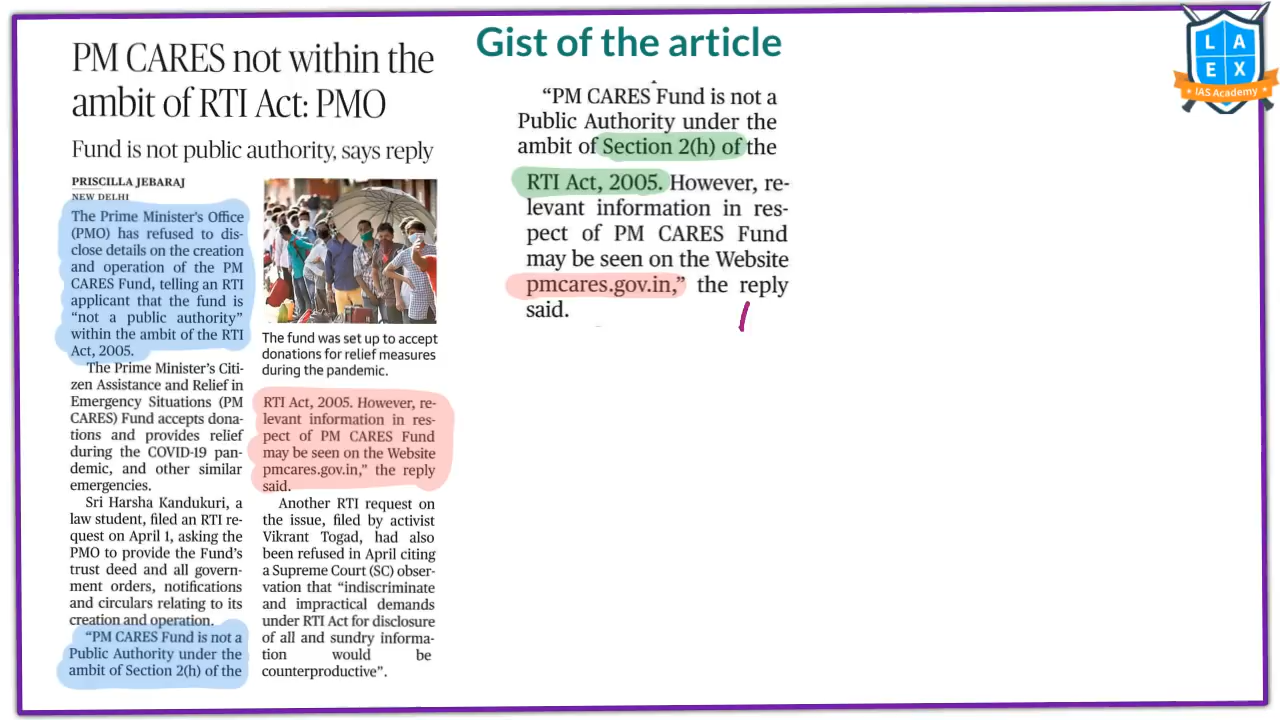 PM CARES not within the
ambit of RTI Act: PMO
Fund is not public authority, says reply
PRISCILLA JEBARAJ
NEW DELHI
The Prime Minister's Office
(PMO) has refused to dis-
close details on the creation
and operation of the PM
CARES Fund, telling an RTI
applicant that the fund is
"not a public authority"
within the ambit of the RTI
Act, 2005.
The Prime Minister's Citi-
zen Assistance and Relief in
Emergency Situations (PM
CARES) Fund accepts dona-
tions and provides relief
during the COVID-19 pan-
demic, and other similar
emergencies.
Sri Harsha Kandukuri, a
law student, filed an RTI re-
quest on April 1, asking the
PMO to provide the Fund's
trust deed and all govern-
ment orders, notifications
and circulars relating to its
creation and operation.
"PM CARES Fund is not a
Public Authority under the
ambit of Section 2(h) of the
The fund was set up to accept
donations for relief measures
during the pandemic.
RTI Act, 2005. However, re-
levant information in res-
pect of PM CARES Fund
may be seen on the Website
pmcares.gov.in," the reply
said.
Another RTI request on
the issue, filed by activist
Vikrant Togad, had also
been refused in April citing
a Supreme Court (SC) obser-
vation that "indiscriminate
and impractical demands
under RTI Act for disclosure
of all and sundry informa-
tion would be
counterproductive".
Gist of the article
"PM CARES Fund is not a
Public Authority under the
ambit of Section 2(h) of the
RTI Act, 2005. However, re-
levant information in res-
pect of PM CARES Fund
may be seen on the Website
pmcares.gov.in," the reply
said.
L A
E X
IAS Academy